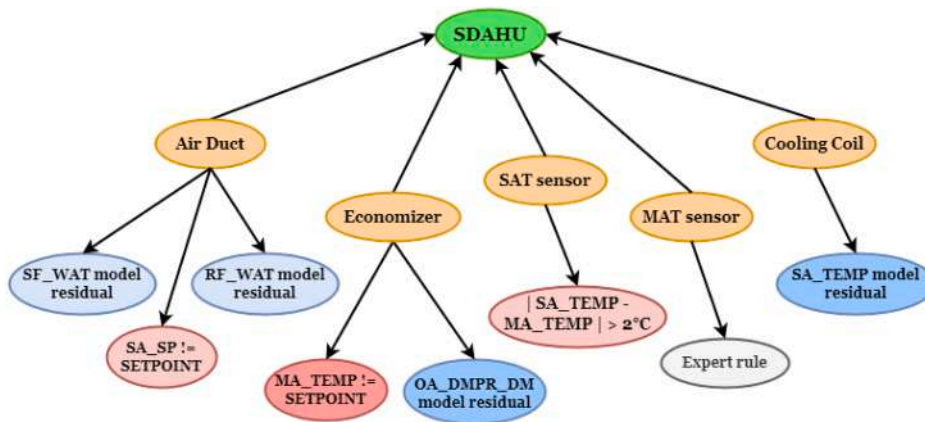 SDAHU
Air Duct
Cooling Coil
SAT sensor
Economizer
MAT sensor
SF_WAT model
residual
RF_WAT model
residual
SA_TEMP model
residual
| SA_TEMP -
MA_TEMP | > 2°C
SA_SP !=
SETPOINT
Expert rule
MA_TEMP !=
SETPOINT
OA_DMPR_DM
model residual